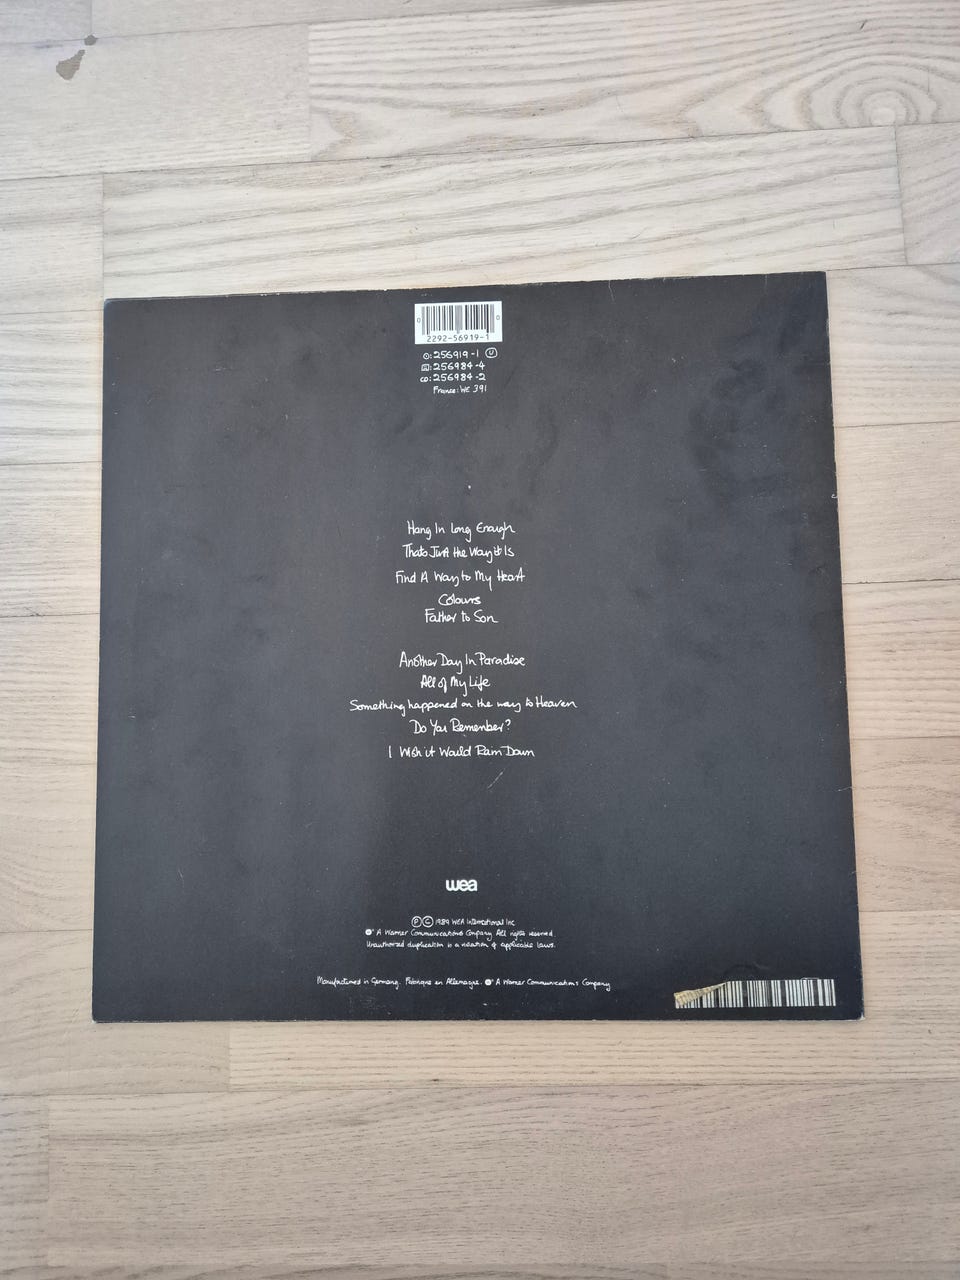 0 0
2292-56919-1
: 256919-1 U
: 256984-4
CD: 256984-2
France: WE 391
Hang In Long Enough
Thats Just the Way it Is
Find A Way to My Heart
Colours
Father to Son
Another Day In Paradise
All of My Life
Something happened on the way to Heaven
Do You Remember?
I Wish it Would Rain Down
wea
P C 1989 WEA International Inc.
A Warner Communications Company. All rights reserved.
Unauthorized duplication is a violation of applicable laws.
Manufactured in Germany. Fabriqué en Allemagne. A Warner Communications Company